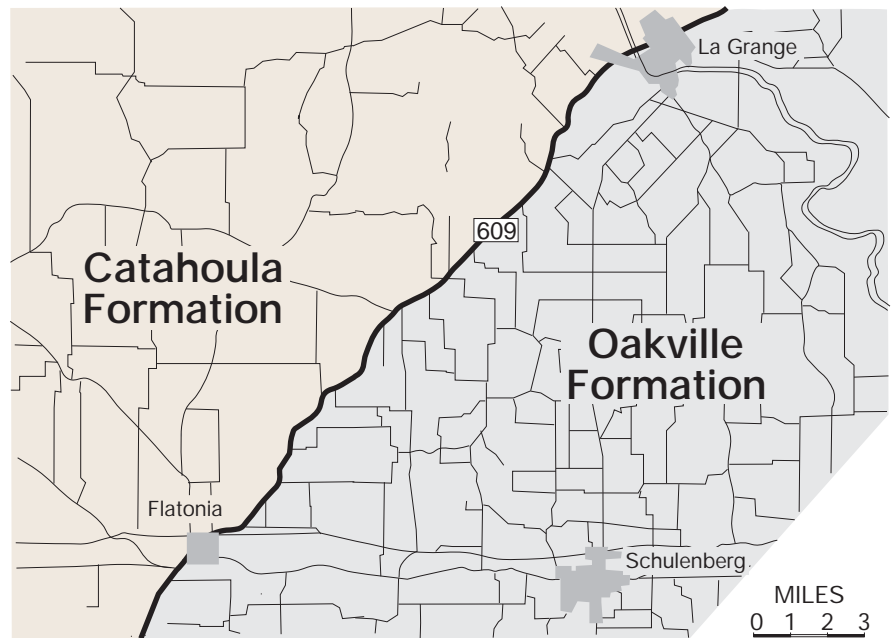 La Grange
609
Catahoula
Formation
Oakville
Formation
Flatonia
Schulenberg
MILES
0 1 2 3